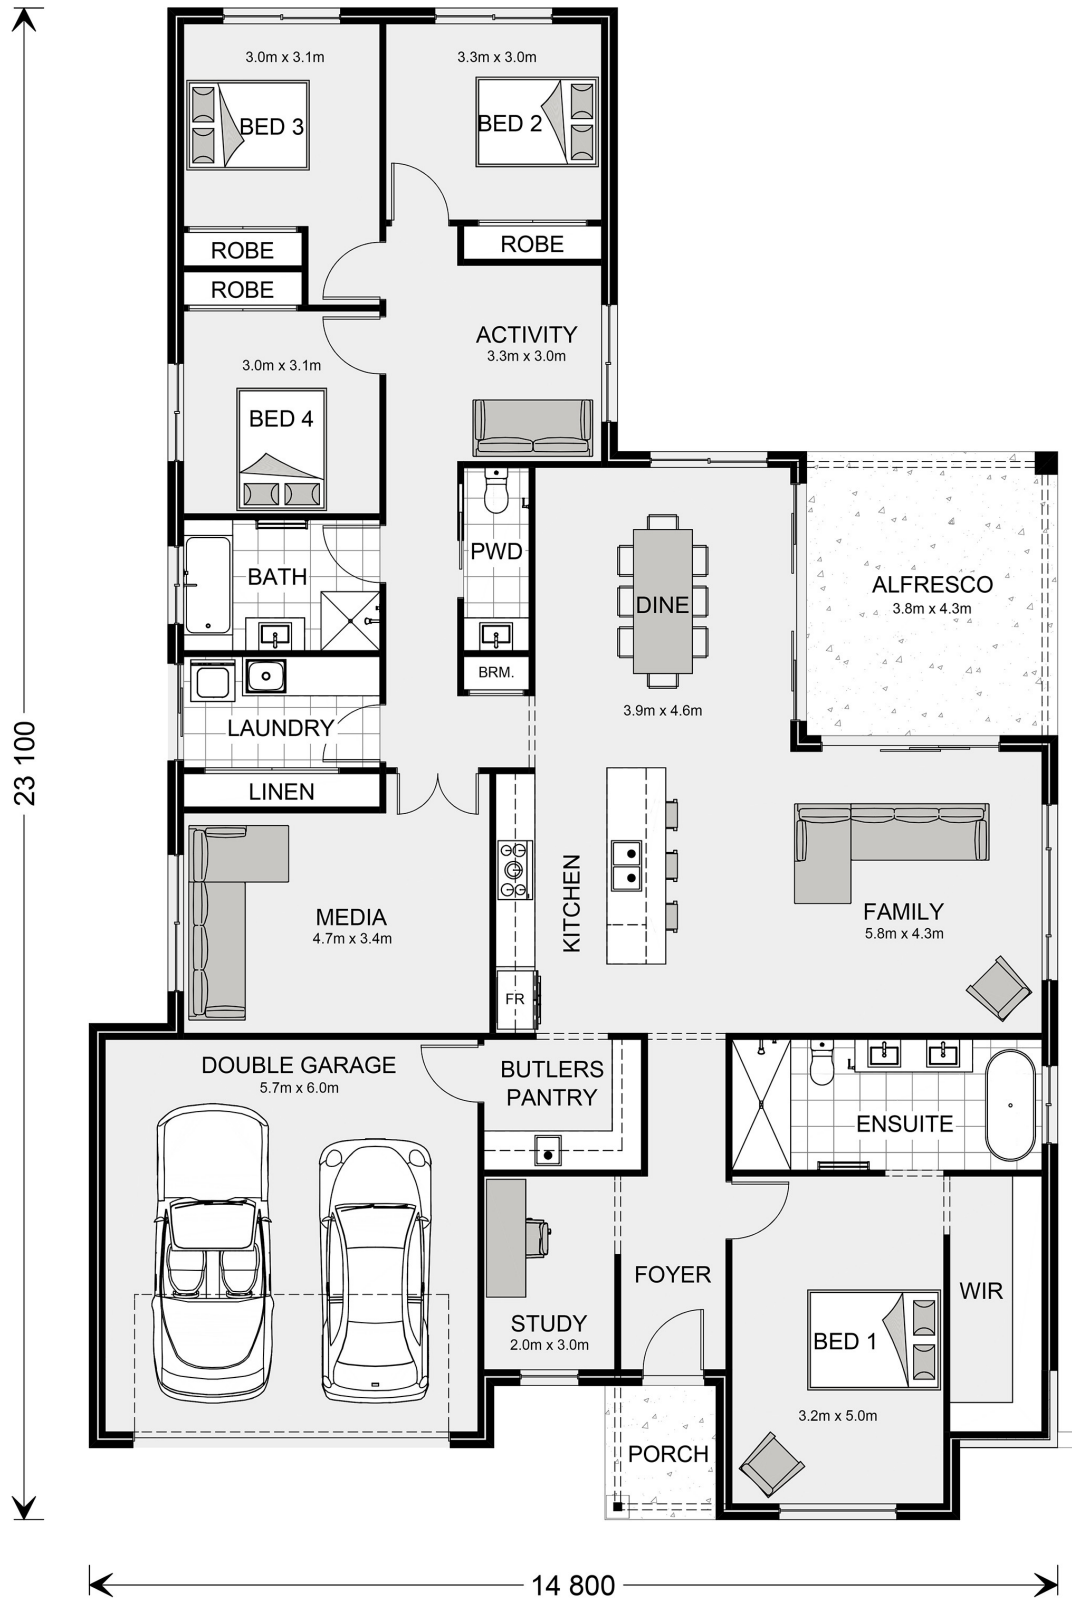 3.0m x 3.1m
3.3m x 3.0m
BED 3
BED 2
ROBE
ROBE
ROBE
ACTIVITY
3.3m x 3.0m
3.0m x 3.1m
BED 4
PWD
BATH
DINE
3.9m x 4.6m
ALFRESCO
3.8m x 4.3m
BRM.
LAUNDRY
LINEN
23 100
MEDIA
4.7m x 3.4m
KITCHEN
FAMILY
5.8m x 4.3m
FR
DOUBLE GARAGE
5.7m x 6.0m
BUTLERS
PANTRY
ENSUITE
FOYER
WIR
STUDY
2.0m x 3.0m
BED 1
3.2m x 5.0m
PORCH
14 800